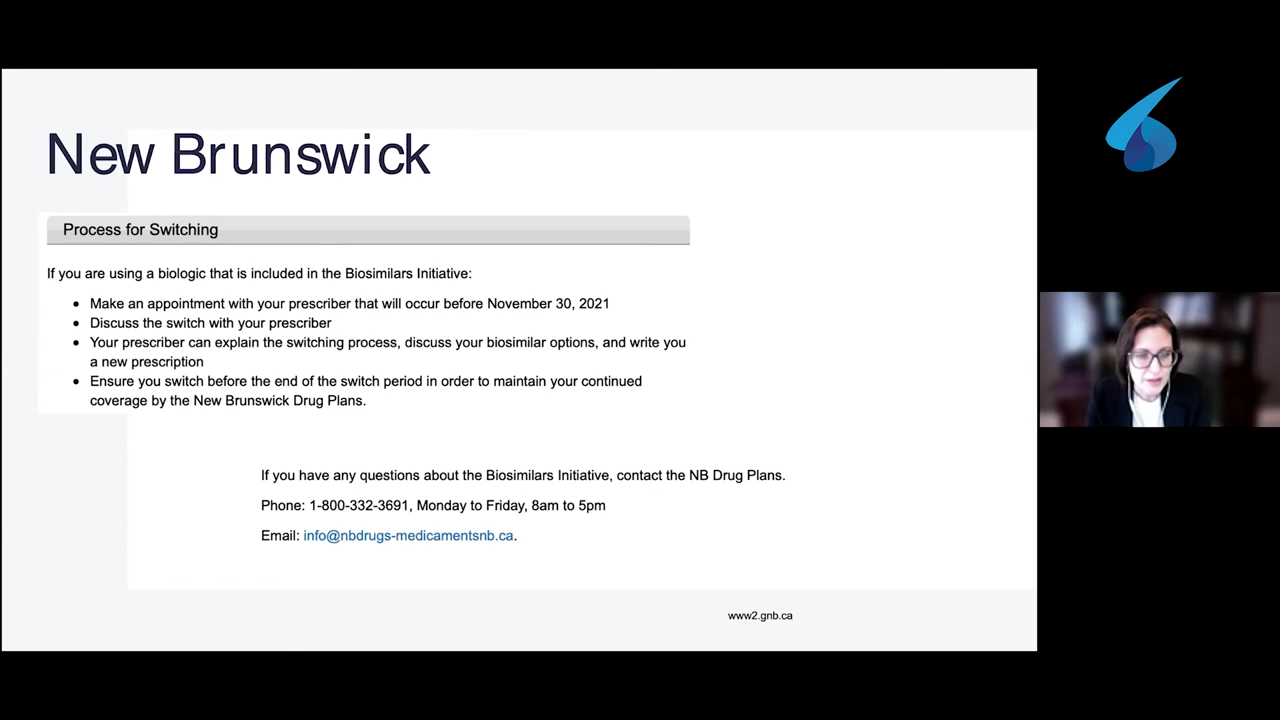 New Brunswick
Process for Switching
If you are using a biologic that is included in the Biosimilars Initiative:
• Make an appointment with your prescriber that will occur before November 30, 2021
• Discuss the switch with your prescriber
• Your prescriber can explain the switching process, discuss your biosimilar options, and write you
a new prescription
• Ensure you switch before the end of the switch period in order to maintain your continued
coverage by the New Brunswick Drug Plans.
If you have any questions about the Biosimilars Initiative, contact the NB Drug Plans.
Phone: 1-800-332-3691, Monday to Friday, 8am to 5pm
Email: info@nbdrugs-medicamentsnb.ca.
www2.gnb.ca